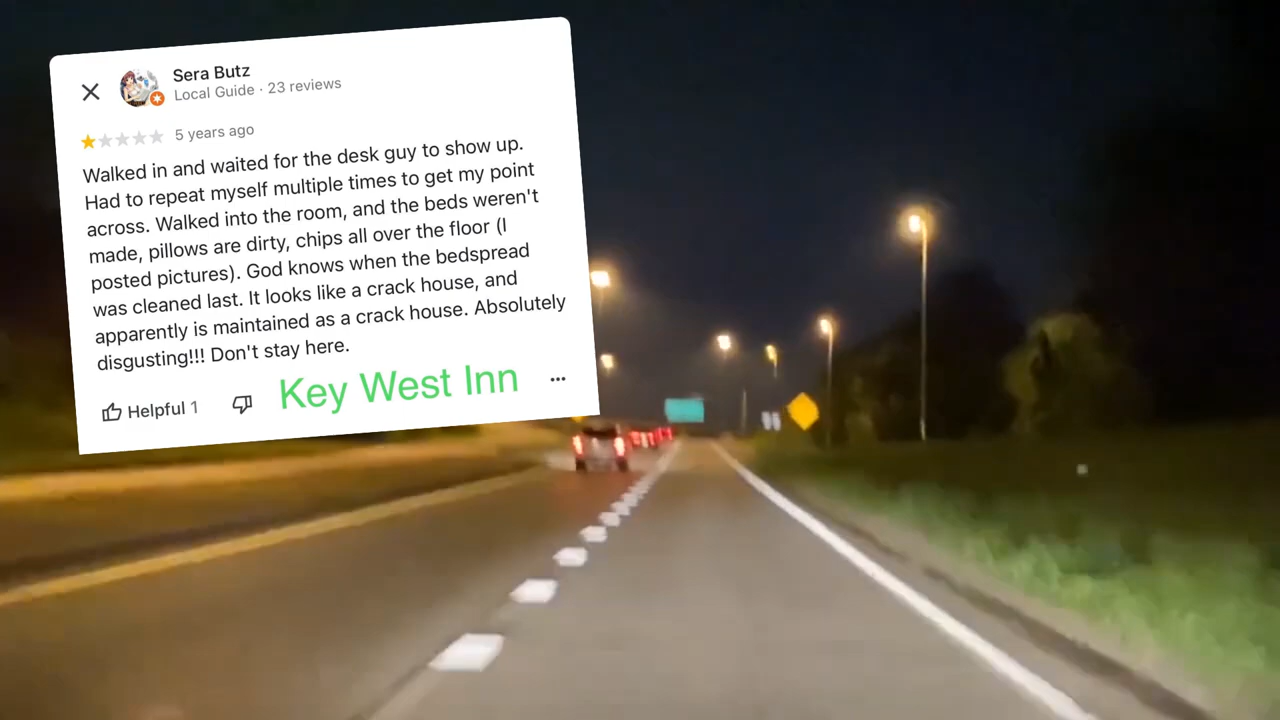 Sera Butz
Local Guide · 23 reviews
5 years ago
Walked in and waited for the desk guy to show up.
Had to repeat myself multiple times to get my point
across. Walked into the room, and the beds weren't
made, pillows are dirty, chips all over the floor (I
posted pictures). God knows when the bedspread
was cleaned last. It looks like a crack house, and
apparently is maintained as a crack house. Absolutely
disgusting!!! Don't stay here.
Helpful 1
Key West Inn